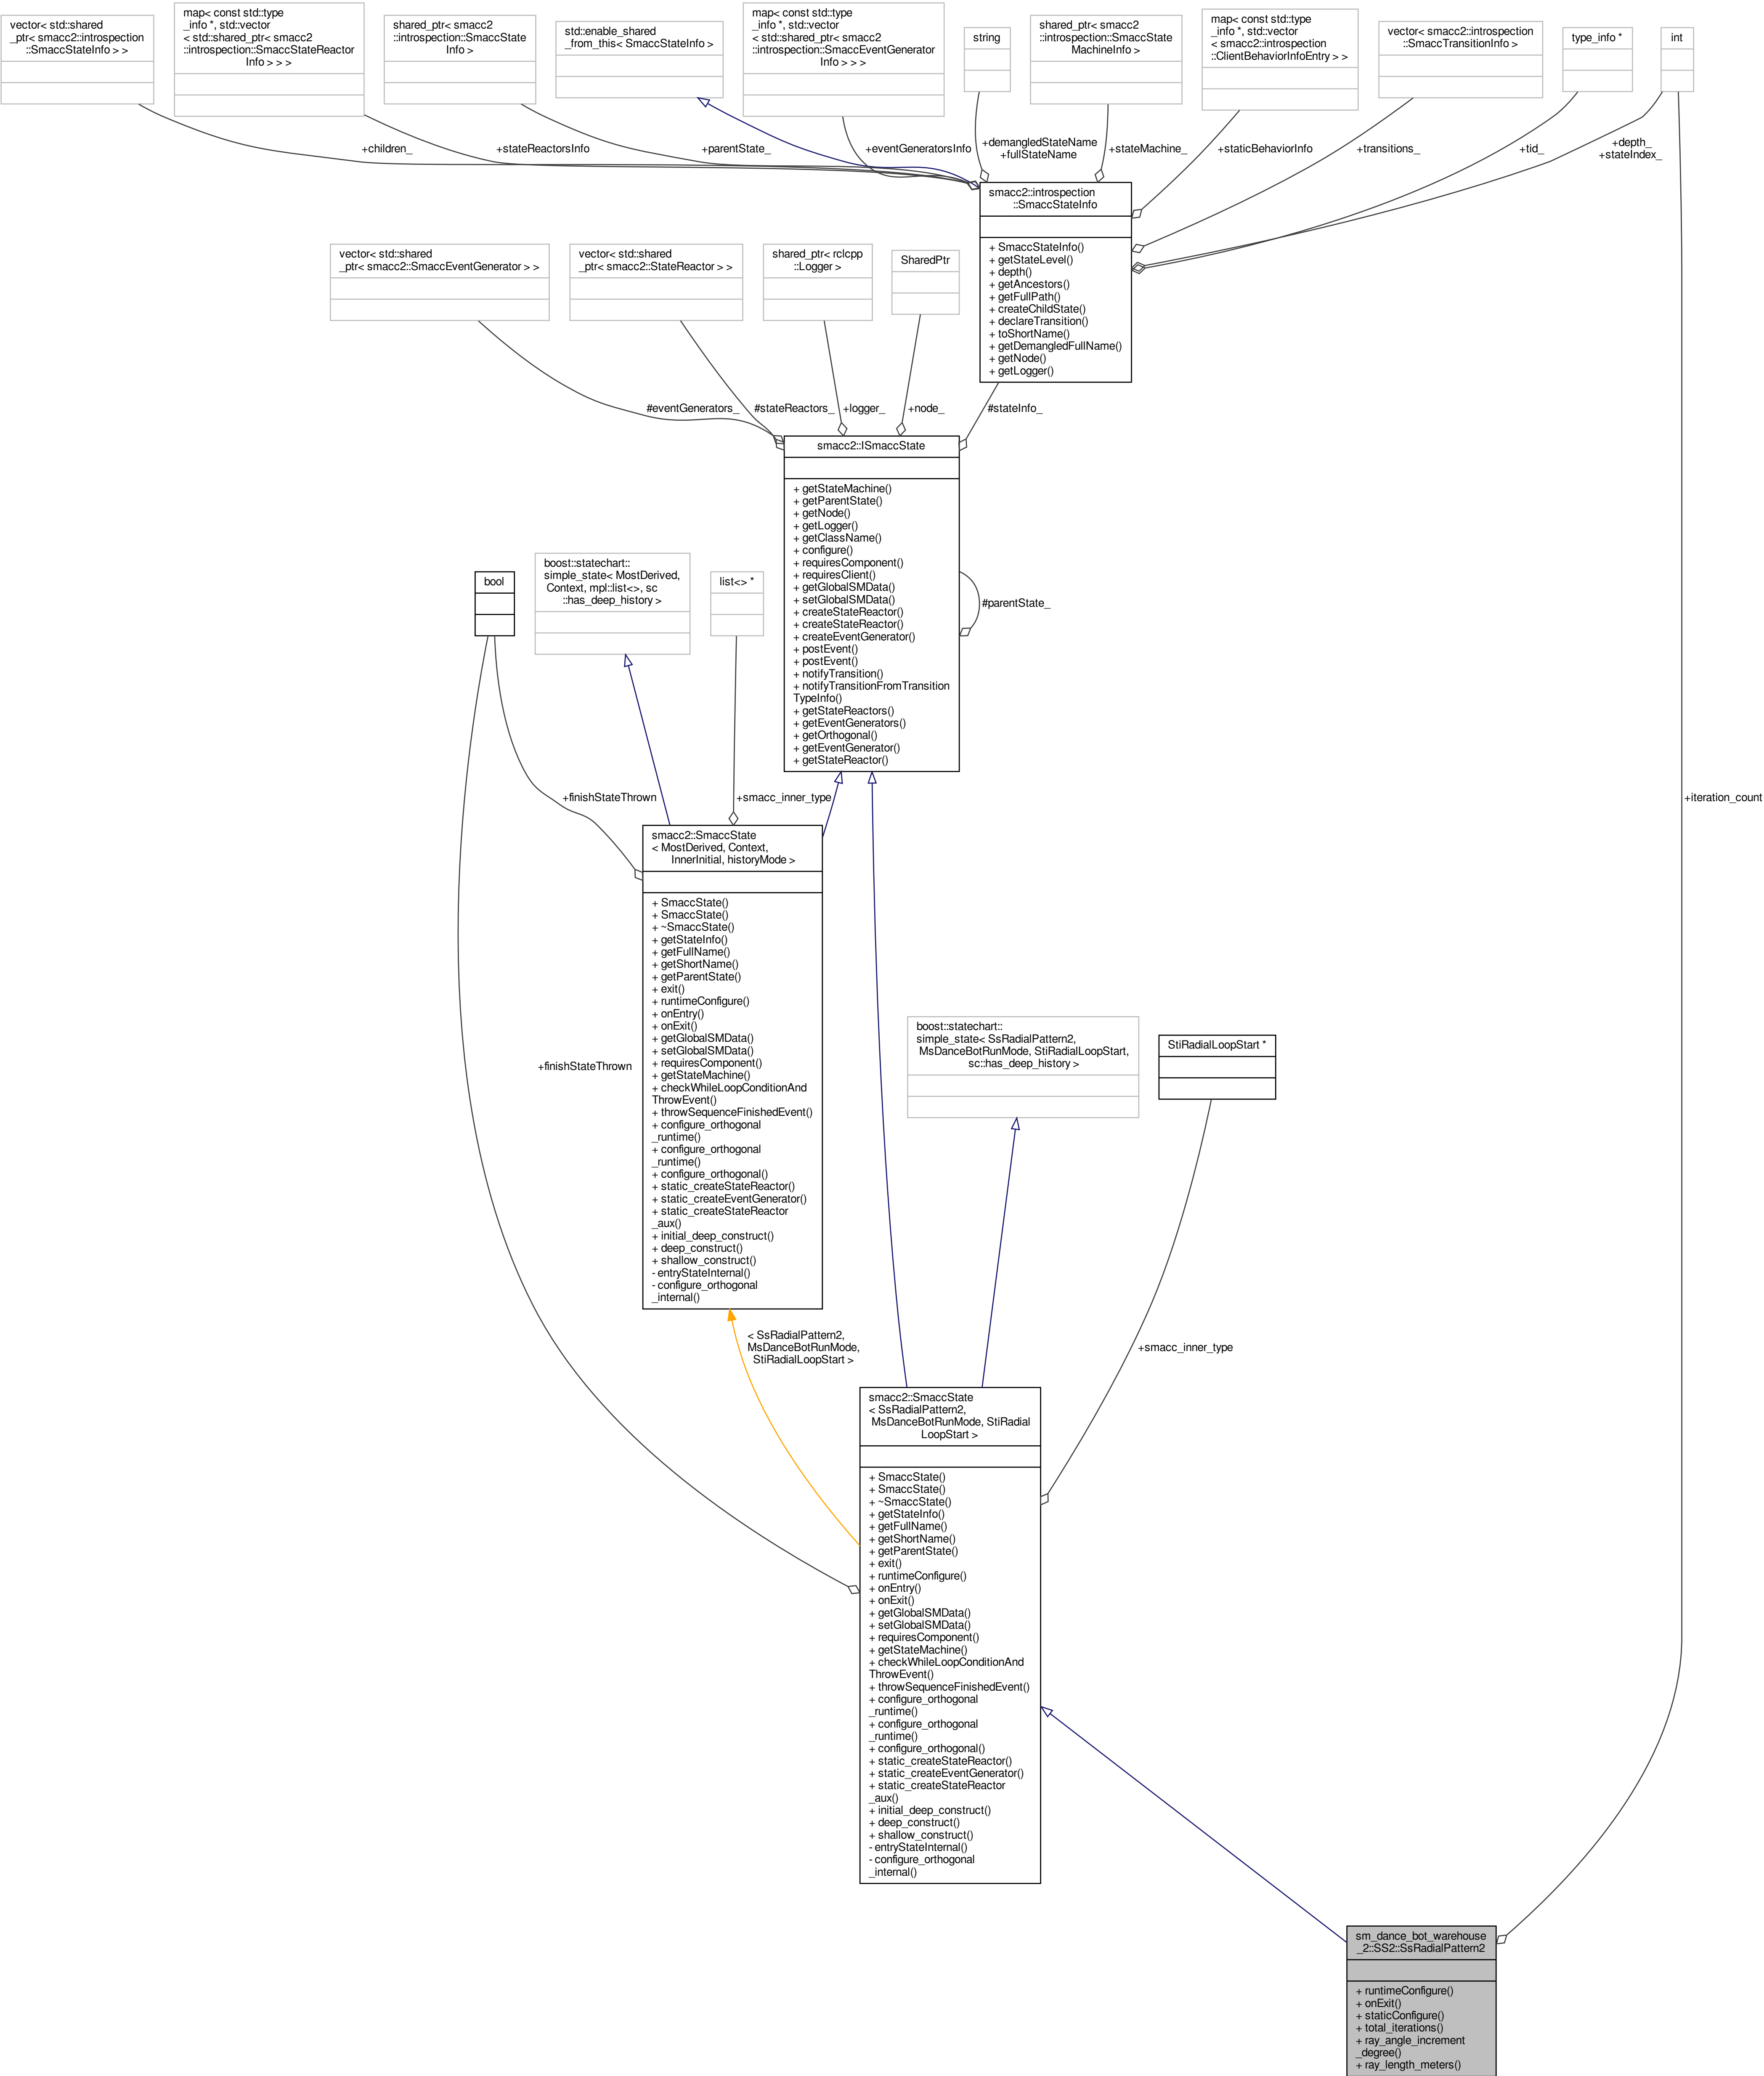 vector< std::shared
_ptr< smacc2::introspection
::SmaccStateInfo > >
map< const std::type
_info *, std::vector
< std::shared_ptr< smacc2
::introspection::SmaccStateReactor
Info > > >
shared_ptr< smacc2
::introspection::SmaccState
Info >
std::enable_shared
_from_this< SmaccStateInfo >
map< const std::type
_info *, std::vector
< std::shared_ptr< smacc2
::introspection::SmaccEventGenerator
Info > > >
string
shared_ptr< smacc2
::introspection::SmaccState
MachineInfo >
map< const std::type
_info *, std::vector
< smacc2::introspection
::ClientBehaviorInfoEntry > >
vector< smacc2::introspection
::SmaccTransitionInfo >
type_info *
int
+children_
+stateReactorsInfo
+parentState_
+eventGeneratorsInfo
+demangledStateName
+fullStateName
+stateMachine_
+staticBehaviorInfo
+transitions_
+tid_
+depth_
+stateIndex_
smacc2::introspection
::SmaccStateInfo
+ SmaccStateInfo()
+ getStateLevel()
+ depth()
+ getAncestors()
+ getFullPath()
+ createChildState()
+ declareTransition()
+ toShortName()
+ getDemangledFullName()
+ getNode()
+ getLogger()
vector< std::shared
_ptr< smacc2::SmaccEventGenerator > >
vector< std::shared
_ptr< smacc2::StateReactor > >
shared_ptr< rclcpp
::Logger >
SharedPtr
#eventGenerators_
#stateReactors_
+logger_
+node_
#stateInfo_
smacc2::ISmaccState
+ getStateMachine()
+ getParentState()
+ getNode()
+ getLogger()
+ getClassName()
+ configure()
+ requiresComponent()
+ requiresClient()
+ getGlobalSMData()
+ setGlobalSMData()
+ createStateReactor()
+ createStateReactor()
+ createEventGenerator()
+ postEvent()
+ postEvent()
+ notifyTransition()
+ notifyTransitionFromTransition
TypeInfo()
+ getStateReactors()
+ getEventGenerators()
+ getOrthogonal()
+ getEventGenerator()
+ getStateReactor()
#parentState_
bool
boost::statechart::
simple_state< MostDerived,
Context, mpl::list<>, sc
::has_deep_history >
list<> *
+finishStateThrown
+smacc_inner_type
+iteration_count
smacc2::SmaccState
< MostDerived, Context,
InnerInitial, historyMode >
+ SmaccState()
+ SmaccState()
+ ~SmaccState()
+ getStateInfo()
+ getFullName()
+ getShortName()
+ getParentState()
+ exit()
+ runtimeConfigure()
+ onEntry()
+ onExit()
+ getGlobalSMData()
+ setGlobalSMData()
+ requiresComponent()
+ getStateMachine()
+ checkWhileLoopConditionAnd
ThrowEvent()
+ throwSequenceFinishedEvent()
+ configure_orthogonal
_runtime()
+ configure_orthogonal
_runtime()
+ configure_orthogonal()
+ static_createStateReactor()
+ static_createEventGenerator()
+ static_createStateReactor
_aux()
+ initial_deep_construct()
+ deep_construct()
+ shallow_construct()
- entryStateInternal()
- configure_orthogonal
_internal()
+finishStateThrown
boost::statechart::
simple_state< SsRadialPattern2,
MsDanceBotRunMode, StiRadialLoopStart,
sc::has_deep_history >
StiRadialLoopStart *
< SsRadialPattern2,
MsDanceBotRunMode,
StiRadialLoopStart >
+smacc_inner_type
smacc2::SmaccState
< SsRadialPattern2,
MsDanceBotRunMode, StiRadial
LoopStart >
+ SmaccState()
+ SmaccState()
+ ~SmaccState()
+ getStateInfo()
+ getFullName()
+ getShortName()
+ getParentState()
+ exit()
+ runtimeConfigure()
+ onEntry()
+ onExit()
+ getGlobalSMData()
+ setGlobalSMData()
+ requiresComponent()
+ getStateMachine()
+ checkWhileLoopConditionAnd
ThrowEvent()
+ throwSequenceFinishedEvent()
+ configure_orthogonal
_runtime()
+ configure_orthogonal
_runtime()
+ configure_orthogonal()
+ static_createStateReactor()
+ static_createEventGenerator()
+ static_createStateReactor
_aux()
+ initial_deep_construct()
+ deep_construct()
+ shallow_construct()
- entryStateInternal()
- configure_orthogonal
_internal()
sm_dance_bot_warehouse
_2::SS2::SsRadialPattern2
+ runtimeConfigure()
+ onExit()
+ staticConfigure()
+ total_iterations()
+ ray_angle_increment
_degree()
+ ray_length_meters()